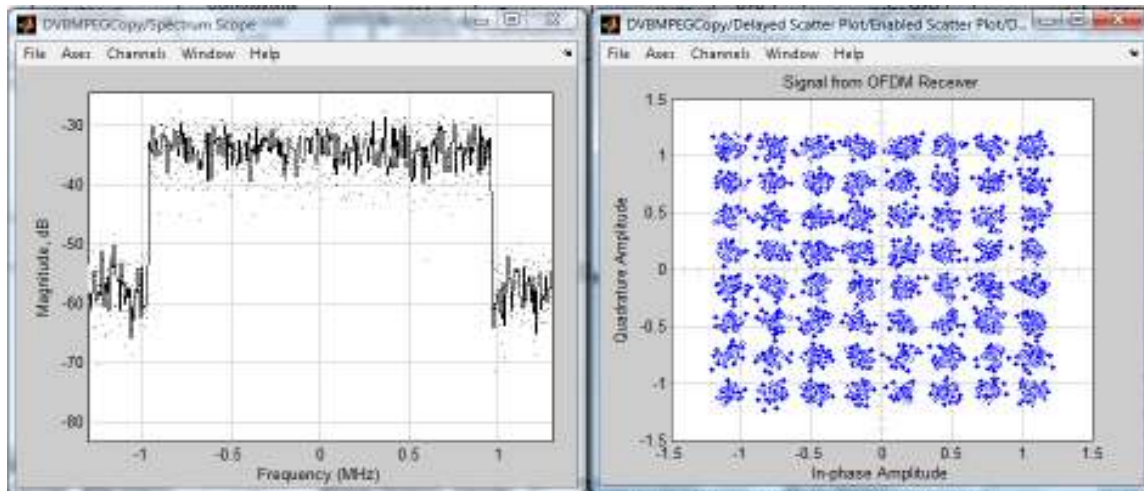 DVBMPEGCopy/Spectrum Scope
File Axes Channels Window Help
-30
-40
-50
-60
-70
-80
Magnitude, dB
-1 -0.5 0 0.5 1
Frequency (MHz)
DVBMPEGCopy/Delayed Scatter Plot/Enabled Scatter Plot/D...
File Axes Channels Window Help
Signal from OFDM Receiver
1.5
1
0.5
0
-0.5
-1
-1.5
Quadrature Amplitude
-1.5 -1 -0.5 0 0.5 1 1.5
In-phase Amplitude